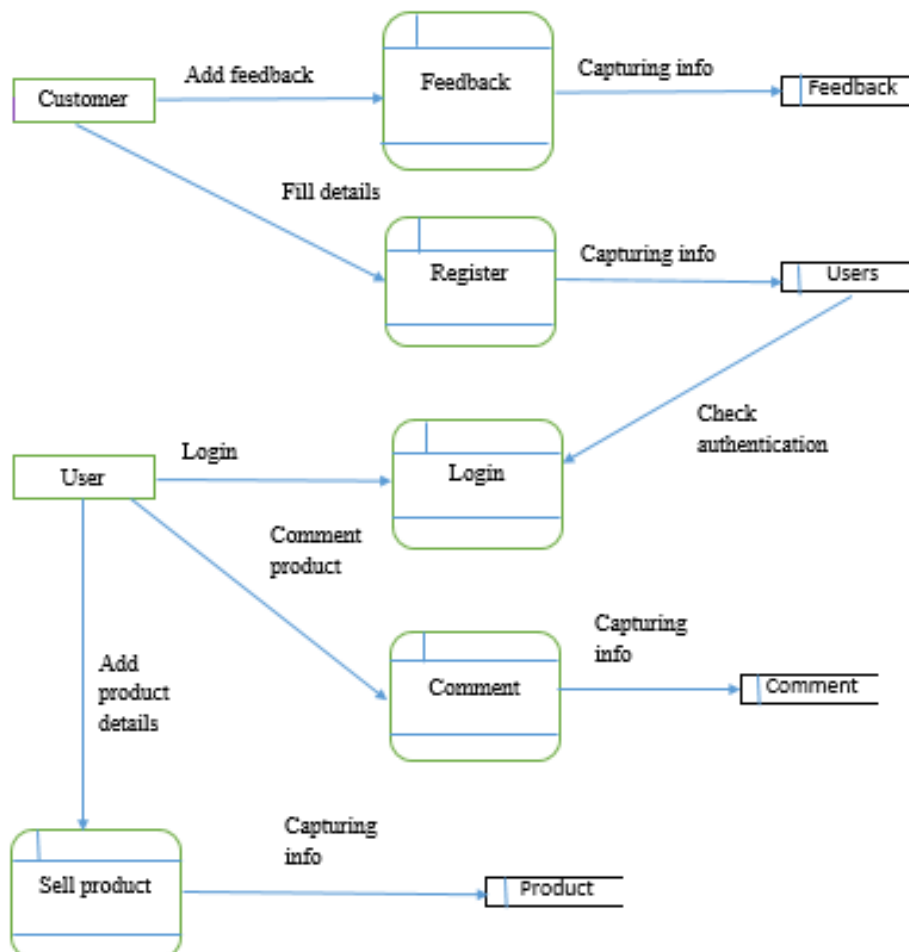 Add feedback
Feedback
Capturing info
Feedback
Customer
Fill details
Register
Capturing info
Users
Check
authentication
Login
User
Login
Comment
product
Capturing
info
Add
product
details
Comment
Comment
Capturing
info
Sell product
Product